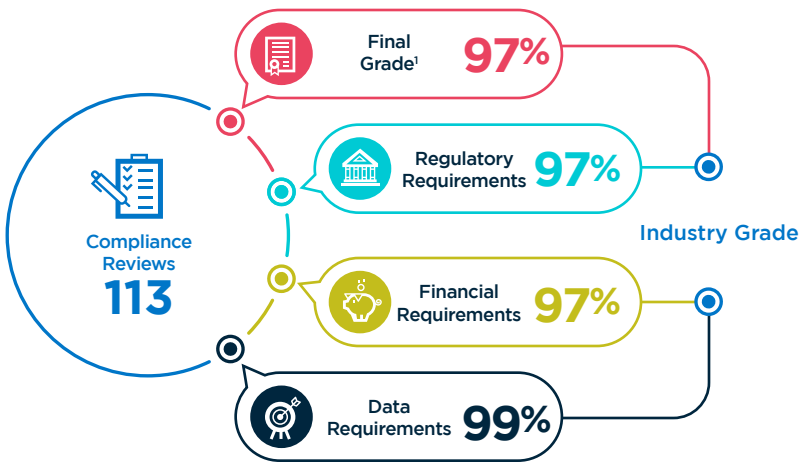 Final
Grade¹
97%
Regulatory
Requirements
97%
Compliance
Reviews
113
Industry Grade
Financial
Requirements
97%
Data
Requirements
99%